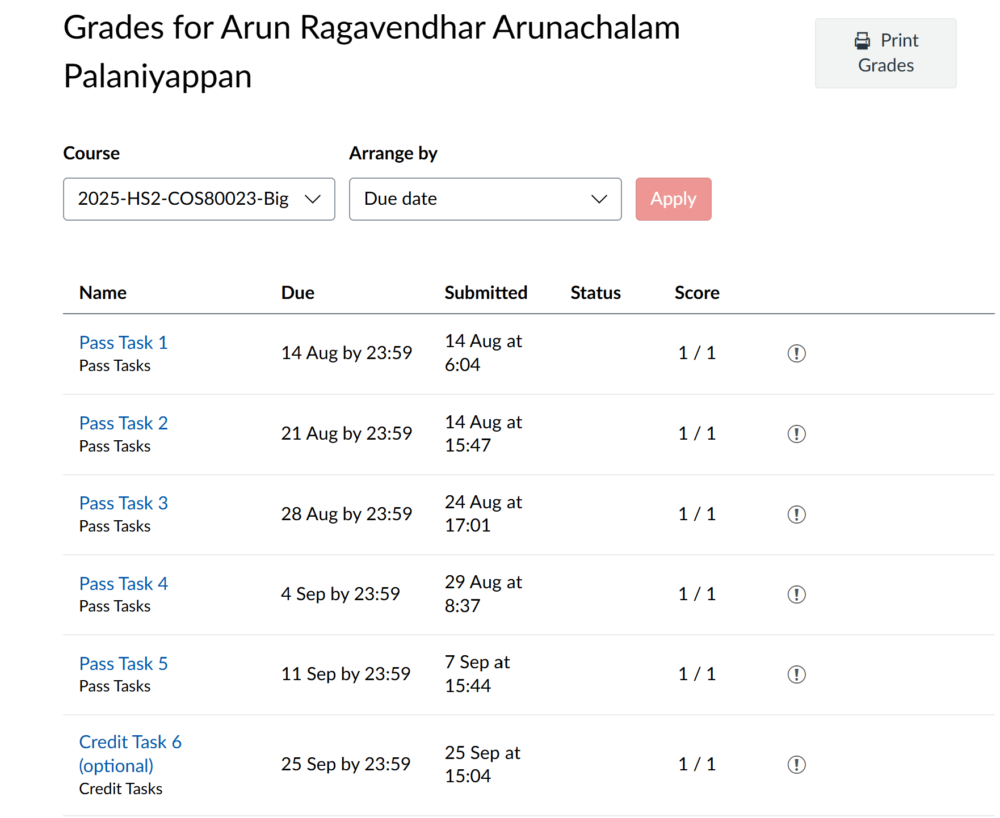 Grades for Arun Ragavendhar Arunachalam
Palaniyappan
Print
Grades
Course
Arrange by
2025-HS2-COS80023-Big
Due date
Apply
Name Due Submitted Status Score
Pass Task 1
Pass Tasks
14 Aug by 23:59
14 Aug at
6:04
1 / 1
Pass Task 2
Pass Tasks
21 Aug by 23:59
14 Aug at
15:47
1 / 1
Pass Task 3
Pass Tasks
28 Aug by 23:59
24 Aug at
17:01
1 / 1
Pass Task 4
Pass Tasks
4 Sep by 23:59
29 Aug at
8:37
1 / 1
Pass Task 5
Pass Tasks
11 Sep by 23:59
7 Sep at
15:44
1 / 1
Credit Task 6
(optional)
Credit Tasks
25 Sep by 23:59
25 Sep at
15:04
1 / 1